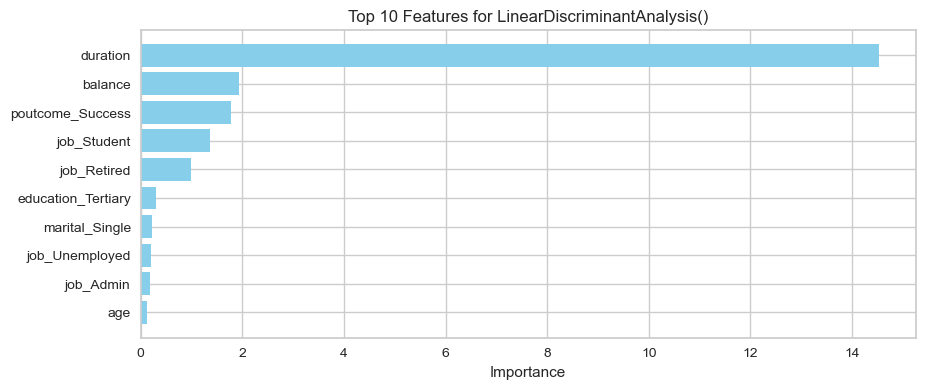 Top 10 Features for LinearDiscriminantAnalysis()
duration
balance
poutcome_Success
job_Student
job_Retired
education_Tertiary
marital_Single
job_Unemployed
job_Admin
age
0 2 4 6 8 10 12 14
Importance